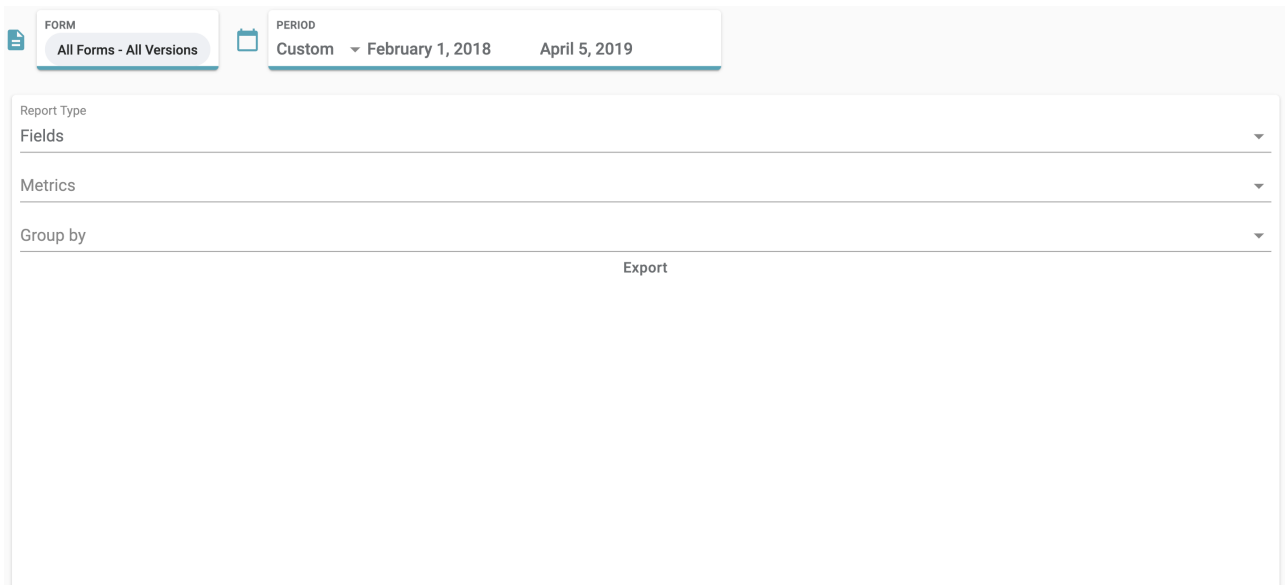 FORM
All Forms - All Versions
PERIOD
Custom February 1, 2018 April 5, 2019
Report Type
Fields
Metrics
Group by
Export